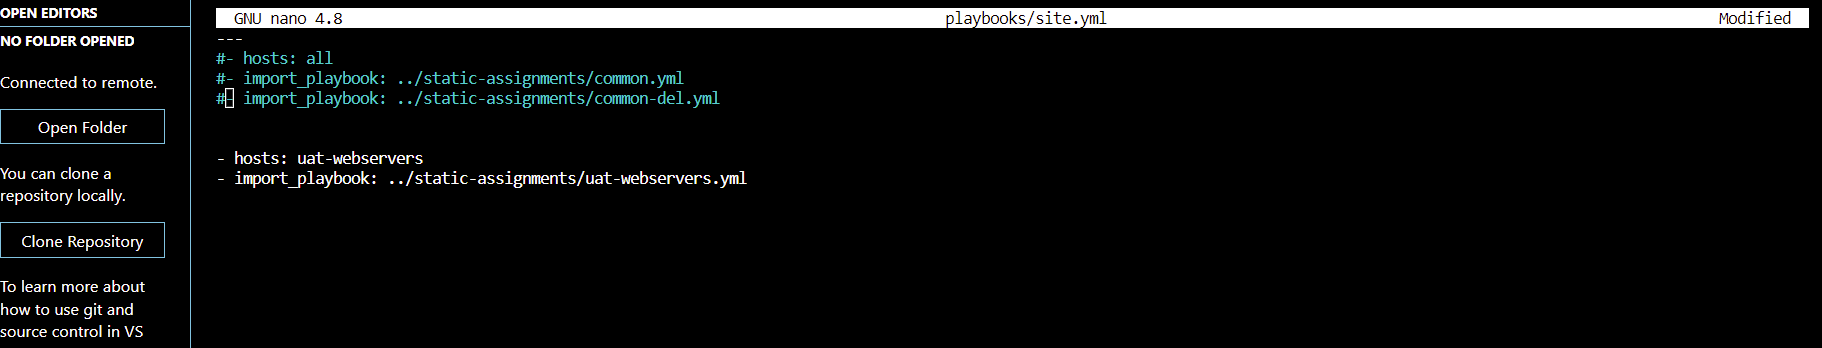 OPEN EDITORS
NO FOLDER OPENED
Connected to remote.
Open Folder
You can clone a
repository locally.
Clone Repository
To learn more about
how to use git and
source control in VS
GNU nano 4.8 playbooks/site.yml Modified
---
#- hosts: all
#- import_playbook: ../static-assignments/common.yml
#- import_playbook: ../static-assignments/common-del.yml
- hosts: uat-webservers
- import_playbook: ../static-assignments/uat-webservers.yml